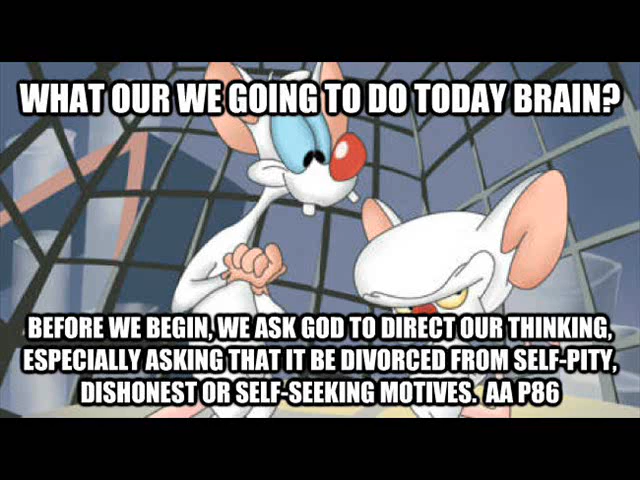 WHAT OUR WE GOING TO DO TODAY BRAIN?
BEFORE WE BEGIN, WE ASK GOD TO DIRECT OUR THINKING,
ESPECIALLY ASKING THAT IT BE DIVORCED FROM SELF-PITY,
DISHONEST OR SELF-SEEKING MOTIVES. AA P86